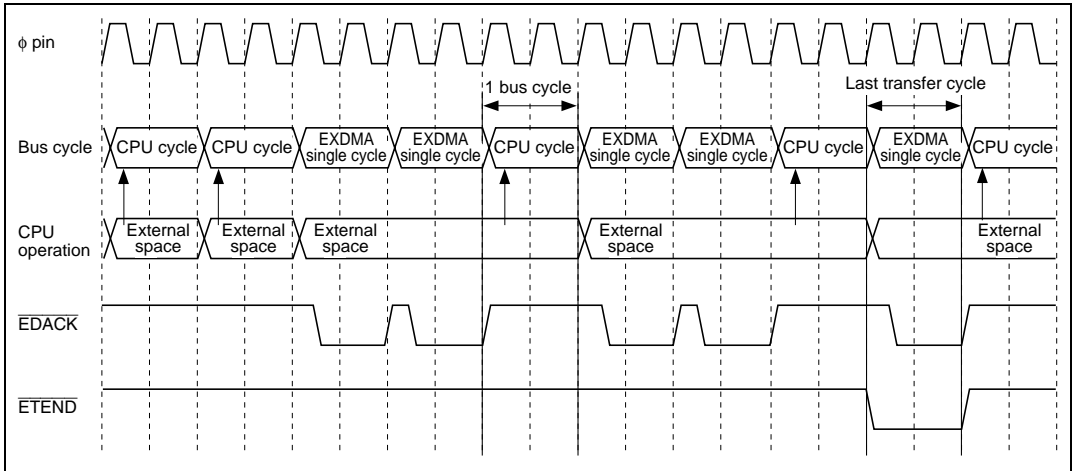 φ pin
1 bus cycle
Last transfer cycle
Bus cycle
CPU cycle
CPU cycle
EXDMA
single cycle
EXDMA
single cycle
CPU cycle
EXDMA
single cycle
EXDMA
single cycle
CPU cycle
EXDMA
single cycle
CPU cycle
CPU
operation
External
space
External
space
External
space
External
space
External
space
EDACK
ETEND